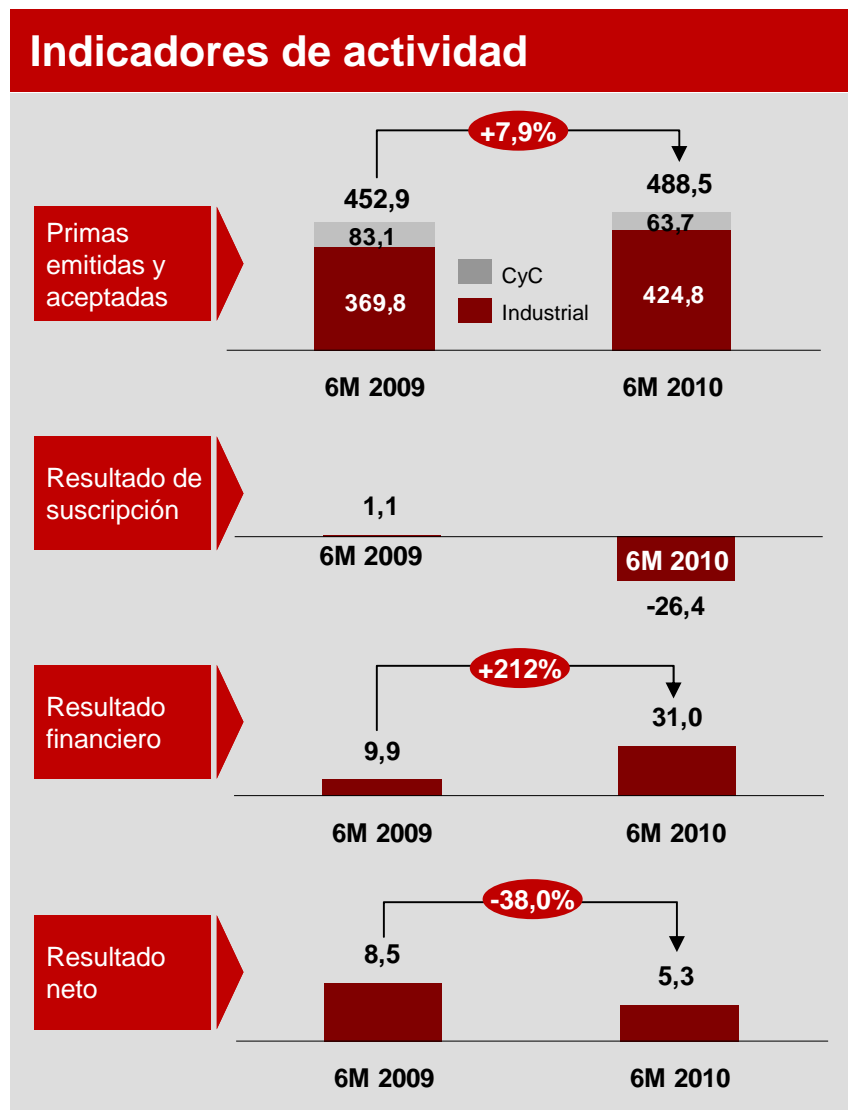 Indicadores de actividad
+7,9%
452,9
488,5
Primas
emitidas y
aceptadas
83,1
63,7
CyC
Industrial
369,8
424,8
6M 2009
6M 2010
Resultado de
suscripción
1,1
6M 2009
6M 2010
-26,4
+212%
Resultado
financiero
9,9
31,0
6M 2009
6M 2010
-38,0%
Resultado
neto
8,5
5,3
6M 2009
6M 2010